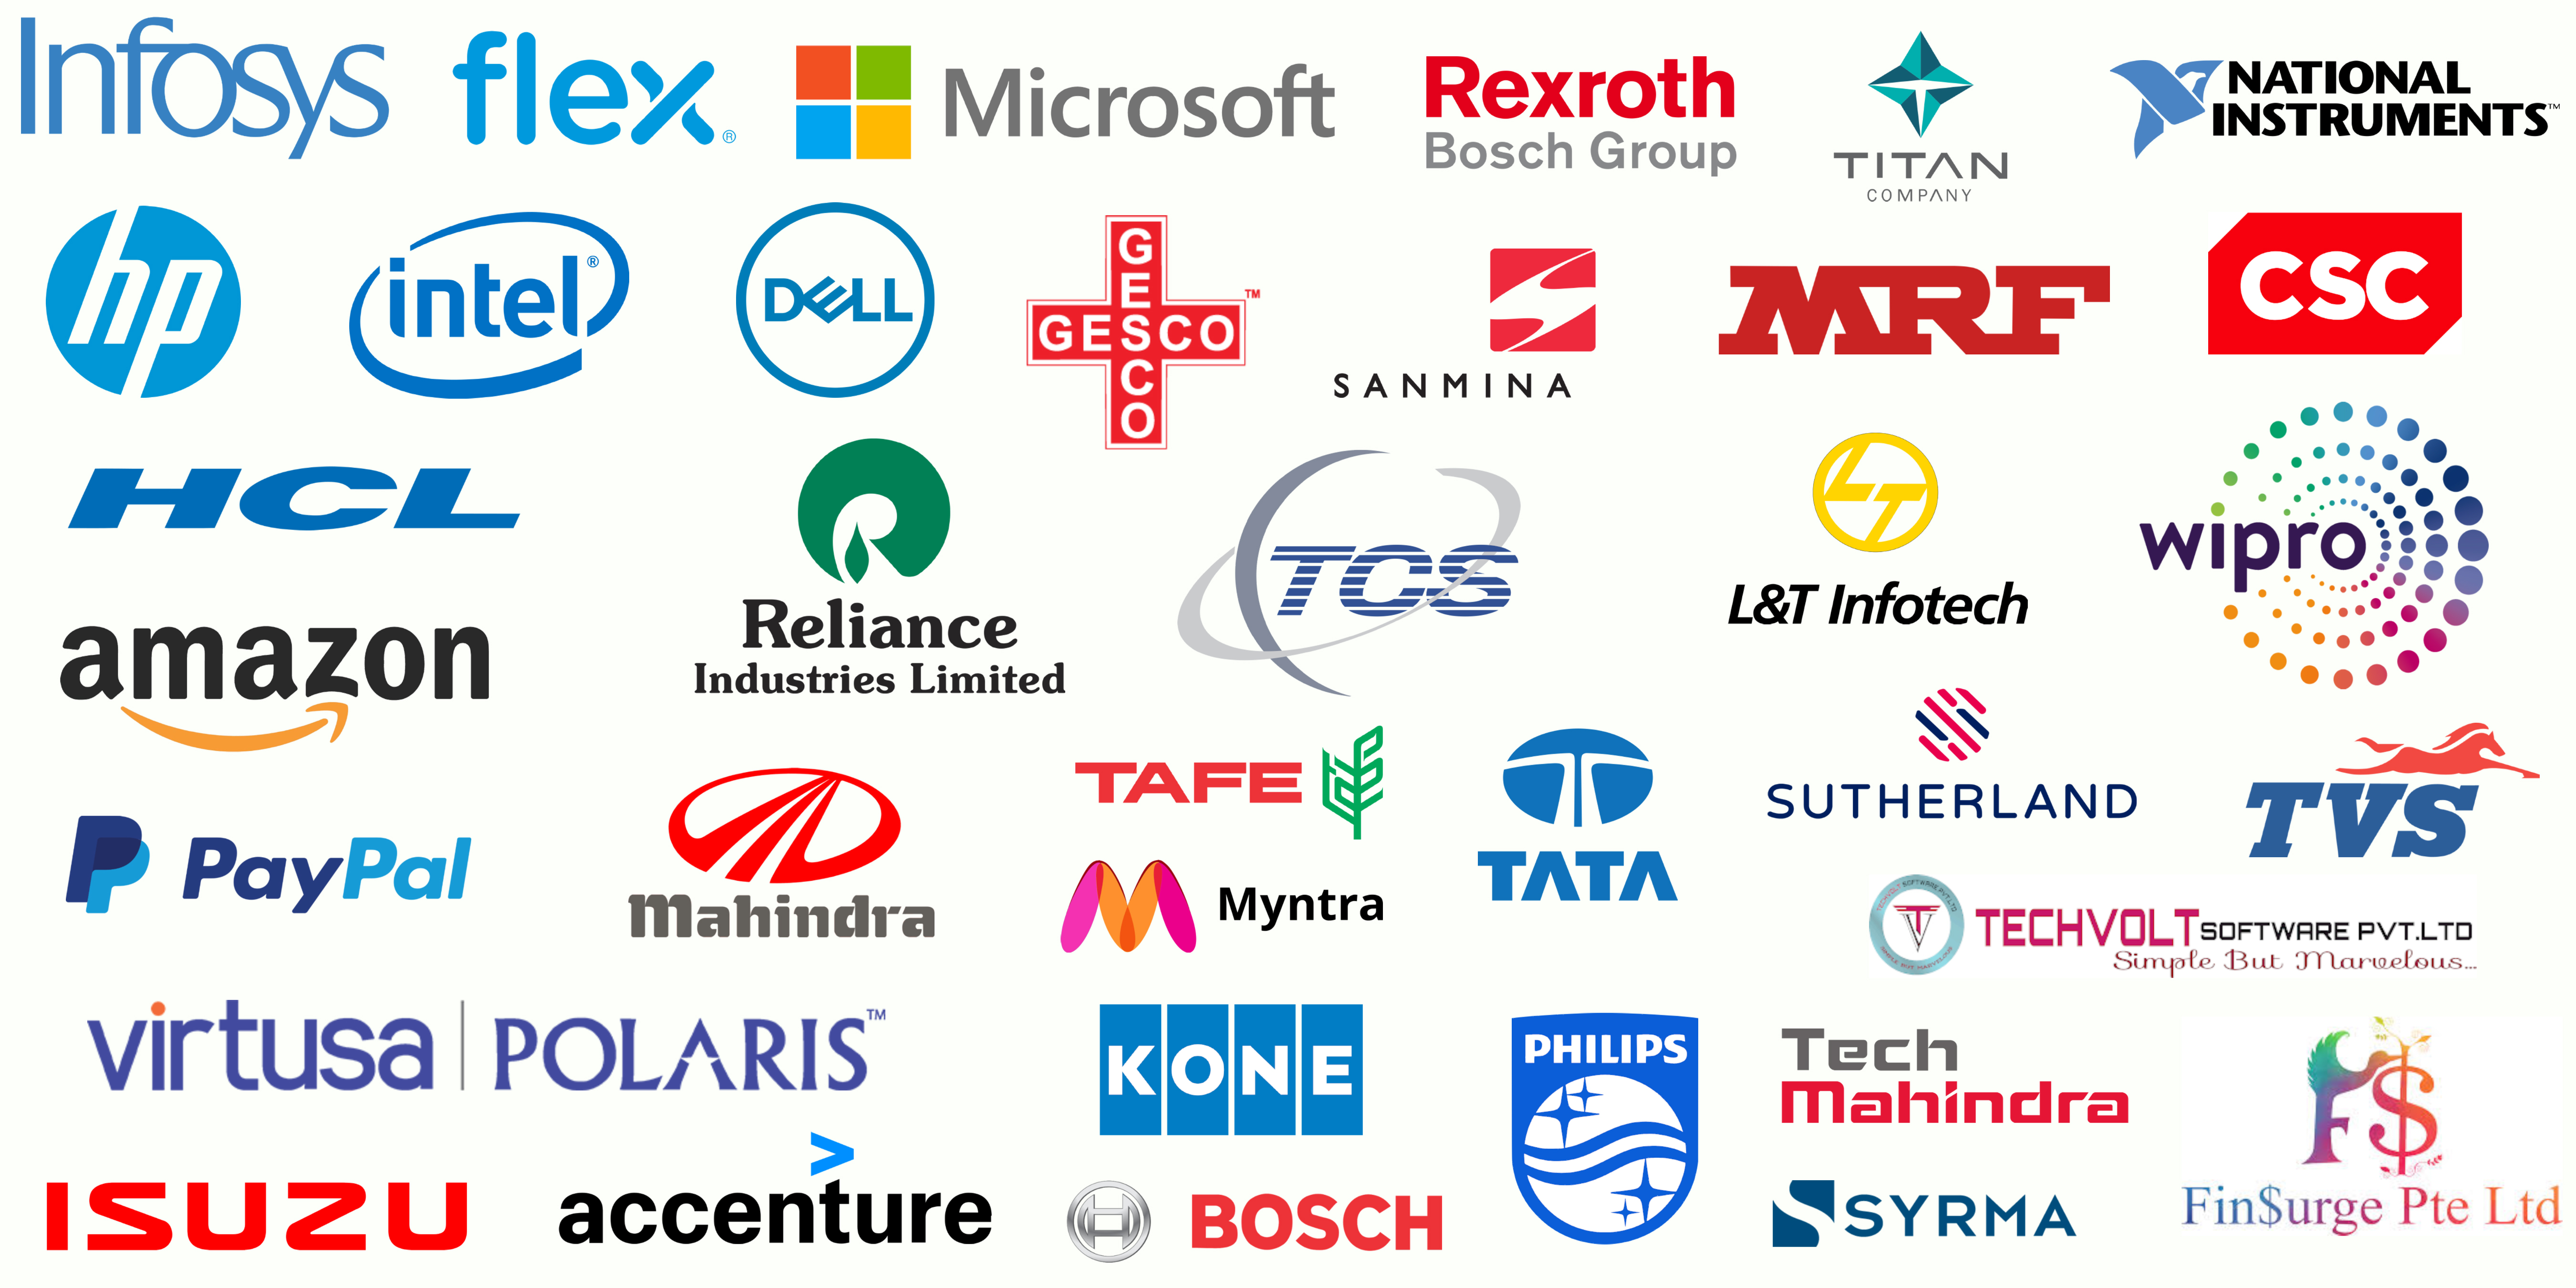 Infosys
flex®
Microsoft
Rexroth
Bosch Group
TITAN
COMPANY
NATIONAL
INSTRUMENTS™
hp
intel®
DELL
GESCO
GESCO™
SANMINA
MRF
CSC
HCL
Reliance
Industries Limited
TCS
LT
L&T Infotech
wipro
amazon
TAFE
TATA
SUTHERLAND
TVS
PayPal
Mahindra
Myntra
TECHVOLT SOFTWARE PVT.LTD
Simple But Marvelous...
virtusa | POLARIS™
KONE
PHILIPS
Tech
Mahindra
F$
Fin$urge Pte Ltd
ISUZU
accenture
BOSCH
SYRMA